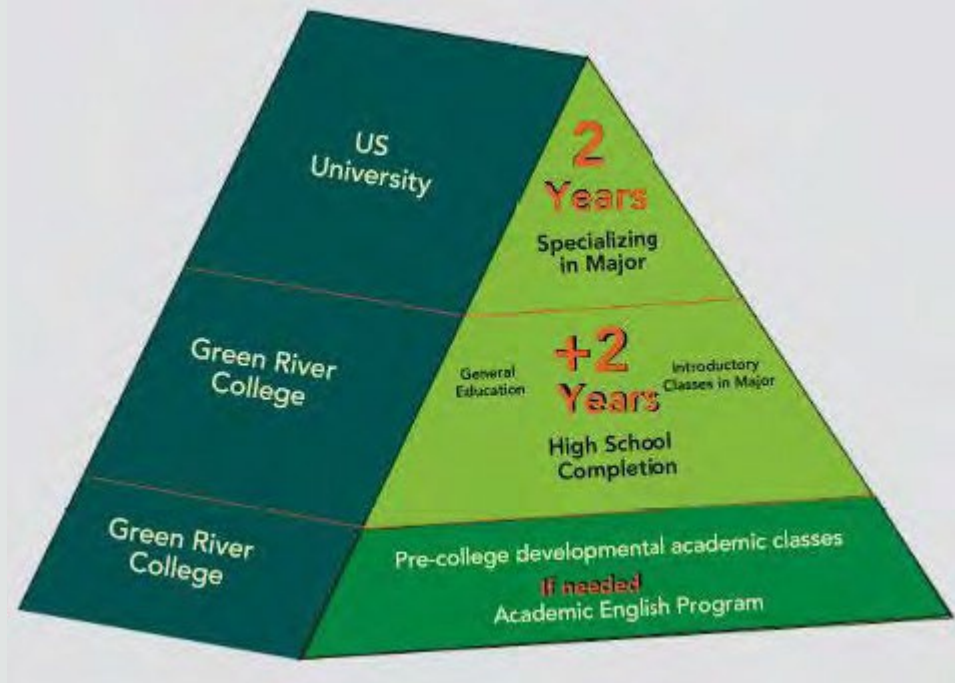 US
University
2
Years
Specializing
in Major
Green River
College
General
Education
+2
Years
Introductory
Classes in Major
High School
Completion
Green River
College
Pre-college developmental academic classes
If needed
Academic English Program